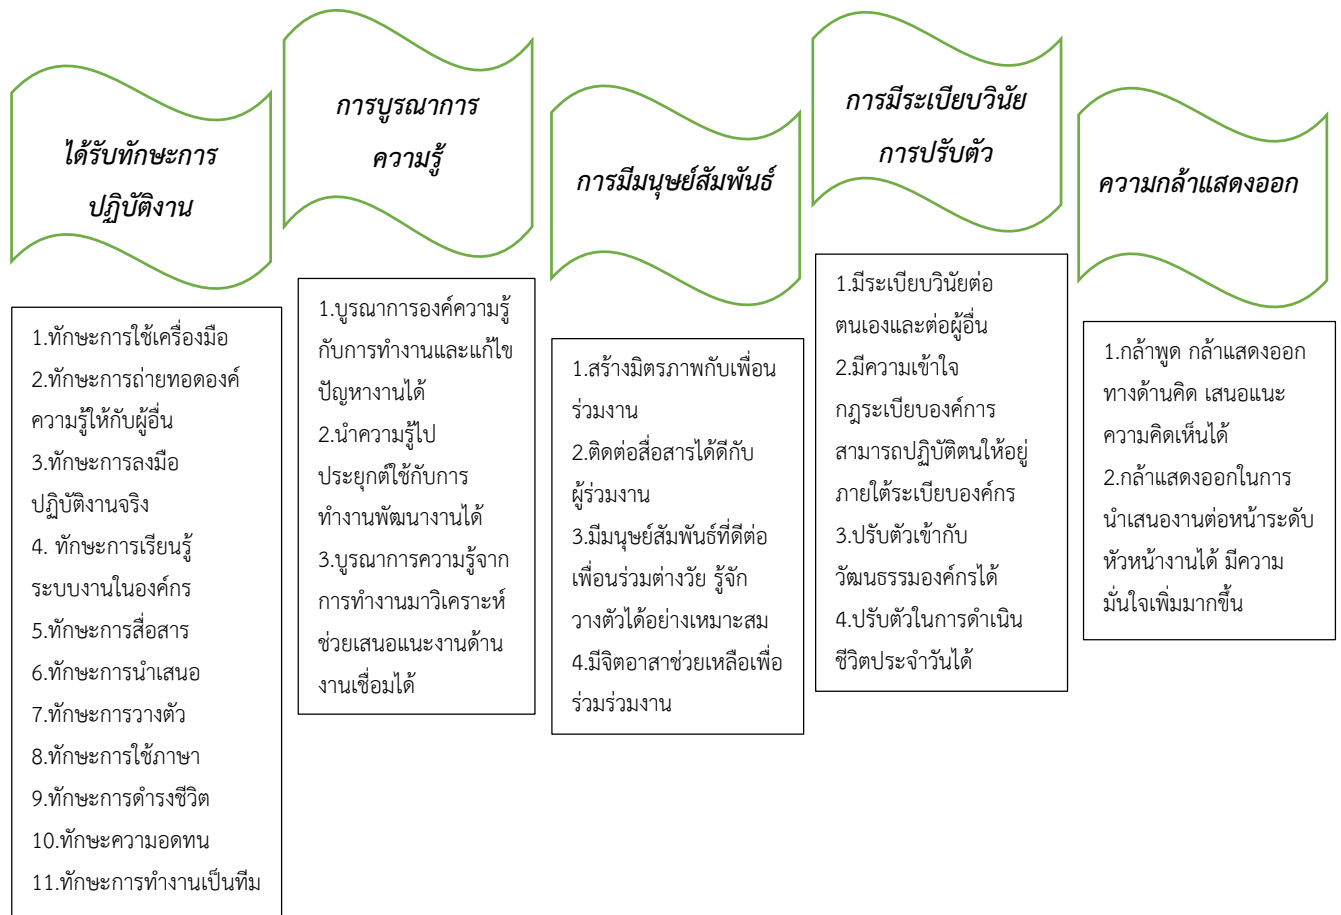 ได้รับทักษะการ
ปฏิบัติงาน
1.ทักษะการใช้เครื่องมือ
2.ทักษะการถ่ายทอดองค์
ความรู้ให้กับผู้อื่น
3.ทักษะการลงมือ
ปฏิบัติงานจริง
4. ทักษะการเรียนรู้
ระบบงานในองค์กร
5.ทักษะการสื่อสาร
6.ทักษะการนำเสนอ
7.ทักษะการวางตัว
8.ทักษะการใช้ภาษา
9.ทักษะการดำรงชีวิต
10.ทักษะความอดทน
11.ทักษะการทำงานเป็นทีม
การบูรณาการ
ความรู้
1.บูรณาการองค์ความรู้
กับการทำงานและแก้ไข
ปัญหางานได้
2.นำความรู้ไป
ประยุกต์ใช้กับการ
ทำงานพัฒนางานได้
3.บูรณาการความรู้จาก
การทำงานมาวิเคราะห์
ช่วยเสนอแนะงานด้าน
งานเชื่อมได้
การมีมนุษย์สัมพันธ์
1.สร้างมิตรภาพกับเพื่อน
ร่วมงาน
2.ติดต่อสื่อสารได้ดีกับ
ผู้ร่วมงาน
3.มีมนุษย์สัมพันธ์ที่ดีต่อ
เพื่อนร่วมต่างวัย รู้จัก
วางตัวได้อย่างเหมาะสม
4.มีจิตอาสาช่วยเหลือเพื่อ
ร่วมร่วมงาน
การมีระเบียบวินัย
การปรับตัว
1.มีระเบียบวินัยต่อ
ตนเองและต่อผู้อื่น
2.มีความเข้าใจ
กฎระเบียบองค์การ
สามารถปฏิบัติตนให้อยู่
ภายใต้ระเบียบองค์กร
3.ปรับตัวเข้ากับ
วัฒนธรรมองค์กรได้
4.ปรับตัวในการดำเนิน
ชีวิตประจำวันได้
ความกล้าแสดงออก
1.กล้าพูด กล้าแสดงออก
ทางด้านคิด เสนอแนะ
ความคิดเห็นได้
2.กล้าแสดงออกในการ
นำเสนองานต่อหน้าระดับ
หัวหน้างานได้ มีความ
มั่นใจเพิ่มมากขึ้น